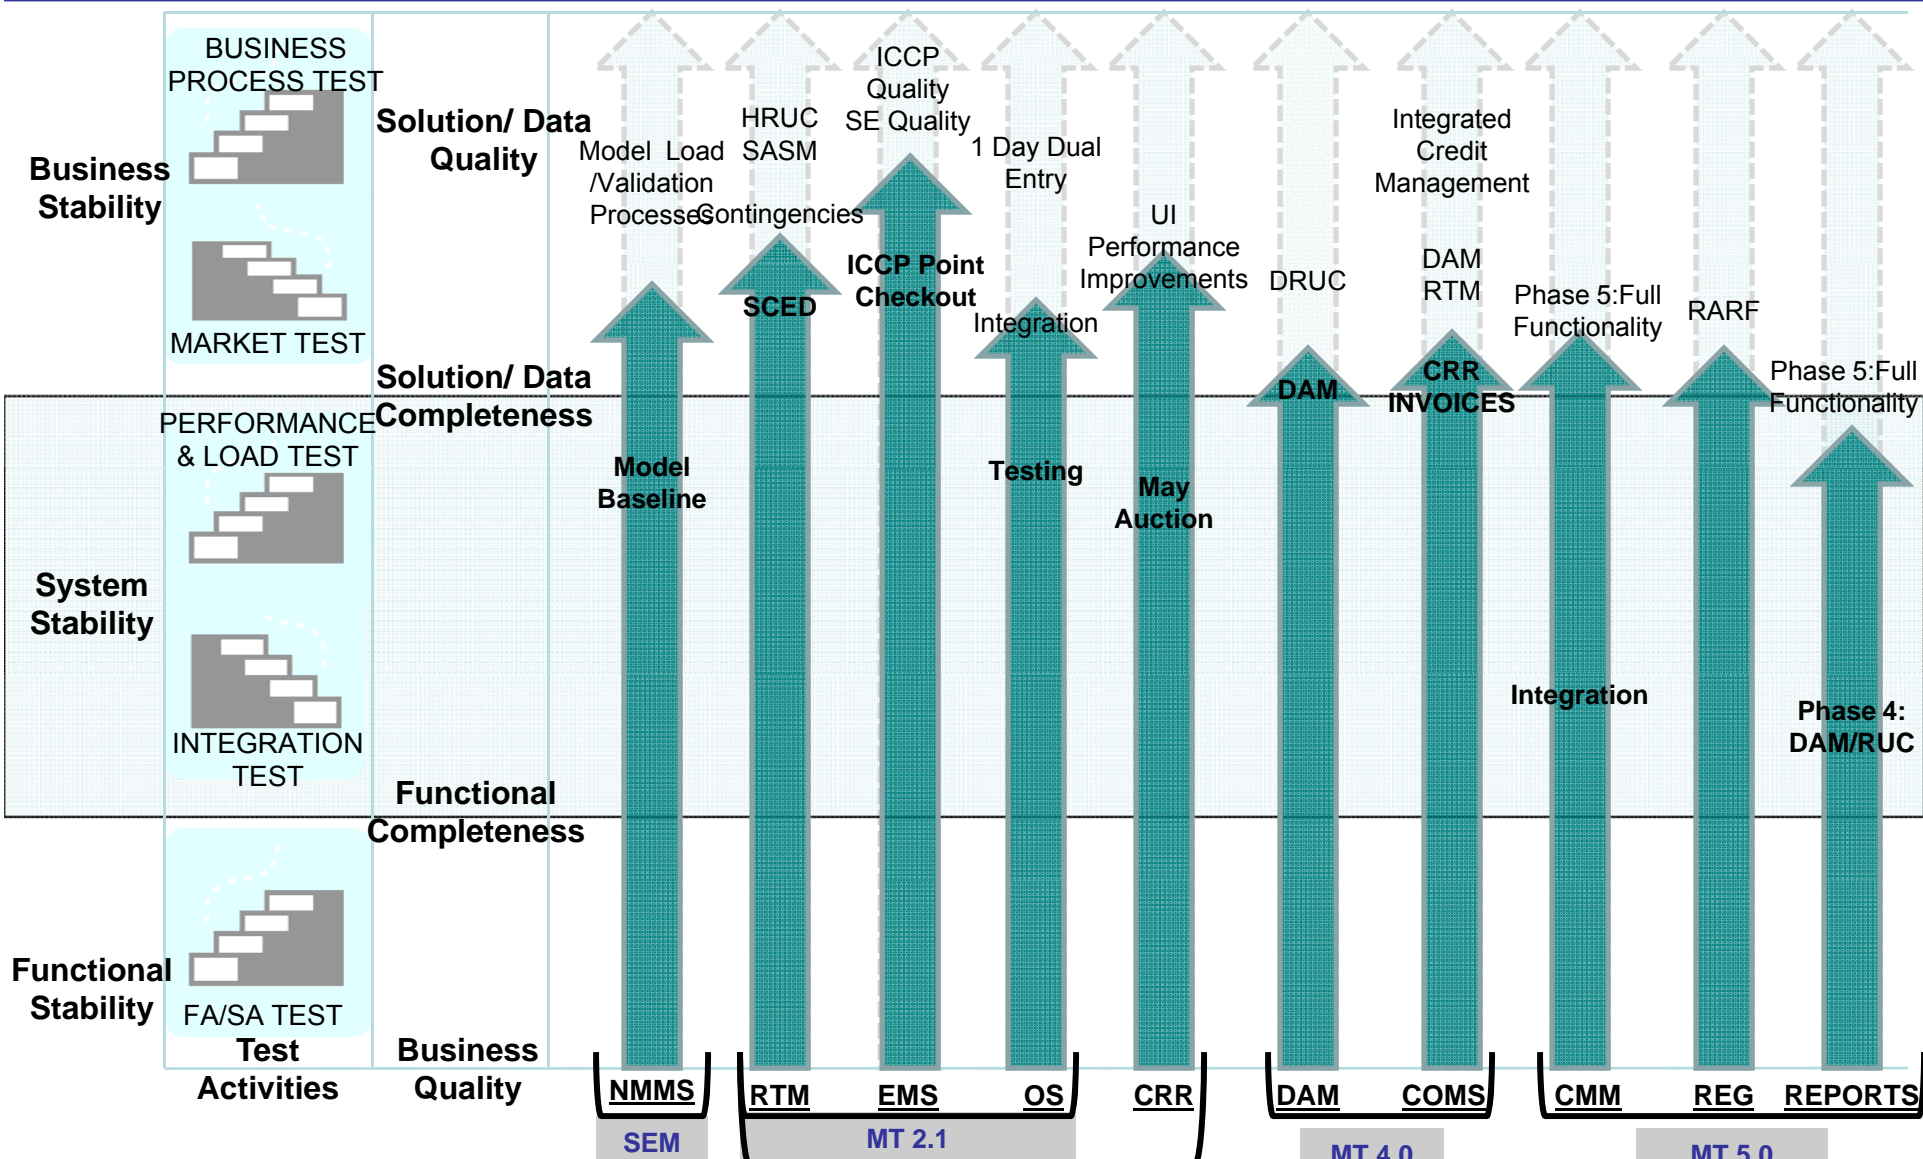 BUSINESS
PROCESS TEST
MARKET TEST
PERFORMANCE
& LOAD TEST
INTEGRATION
TEST
FA/SA TEST
Test
Activities
Business
Stability
System
Stability
Functional
Stability
Solution/ Data
Quality
Solution/ Data
Completeness
Functional
Completeness
Business
Quality
Model Load
/Validation
Processes
Model
Baseline
NMMS
SEM
HRUC
SASM
Contingencies
SCED
RTM
ICCP
Quality
SE Quality
ICCP Point
Checkout
EMS
1 Day Dual
Entry
Integration
Testing
OS
MT 2.1
UI
Performance
Improvements
May
Auction
CRR
DRUC
DAM
DAM
Integrated
Credit
Management
DAM
RTM
CRR
INVOICES
COMS
MT 4.0
Phase 5:Full
Functionality
Integration
CMM
RARF
REG
Phase 5:Full
Functionality
Phase 4:
DAM/RUC
REPORTS
MT 5.0